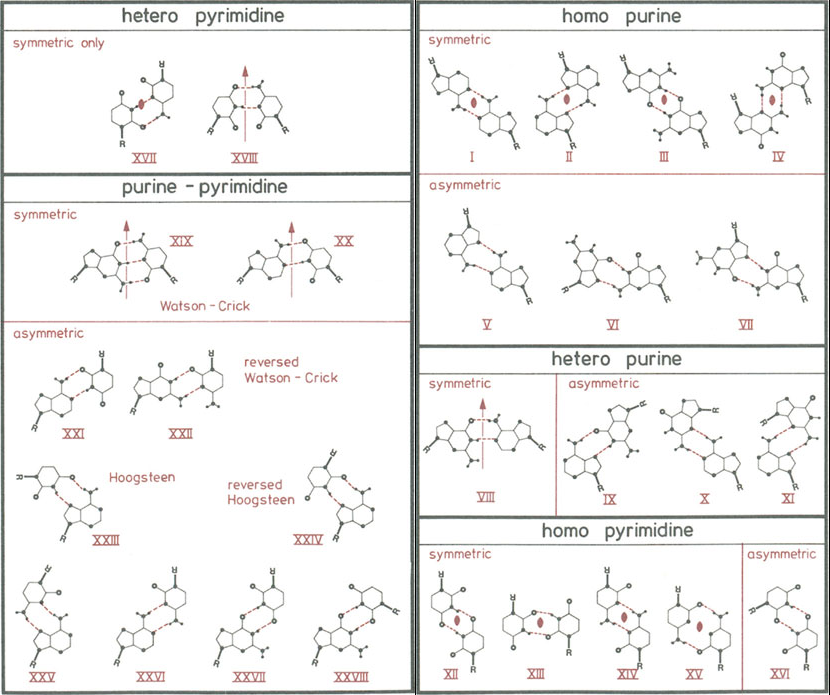 hetero pyrimidine
symmetric only
R
R
XVII
R
R
XVIII
purine - pyrimidine
symmetric
XIX
R
R
XX
R
R
Watson - Crick
asymmetric
R
R
XXI
R
R
XXII
reversed
Watson - Crick
R
R
XXIII
Hoogsteen
reversed
Hoogsteen
R
R
XXIV
R
R
XXV
R
R
XXVI
R
R
XXVII
R
R
XXVIII
homo purine
symmetric
R
R
I
R
R
II
R
R
III
R
R
IV
asymmetric
R
R
V
R
R
VI
R
R
VII
hetero purine
symmetric
R
R
VIII
asymmetric
R
R
IX
R
R
X
R
R
XI
homo pyrimidine
symmetric
R
R
XII
R
R
XIII
R
R
XIV
R
R
XV
asymmetric
R
R
XVI